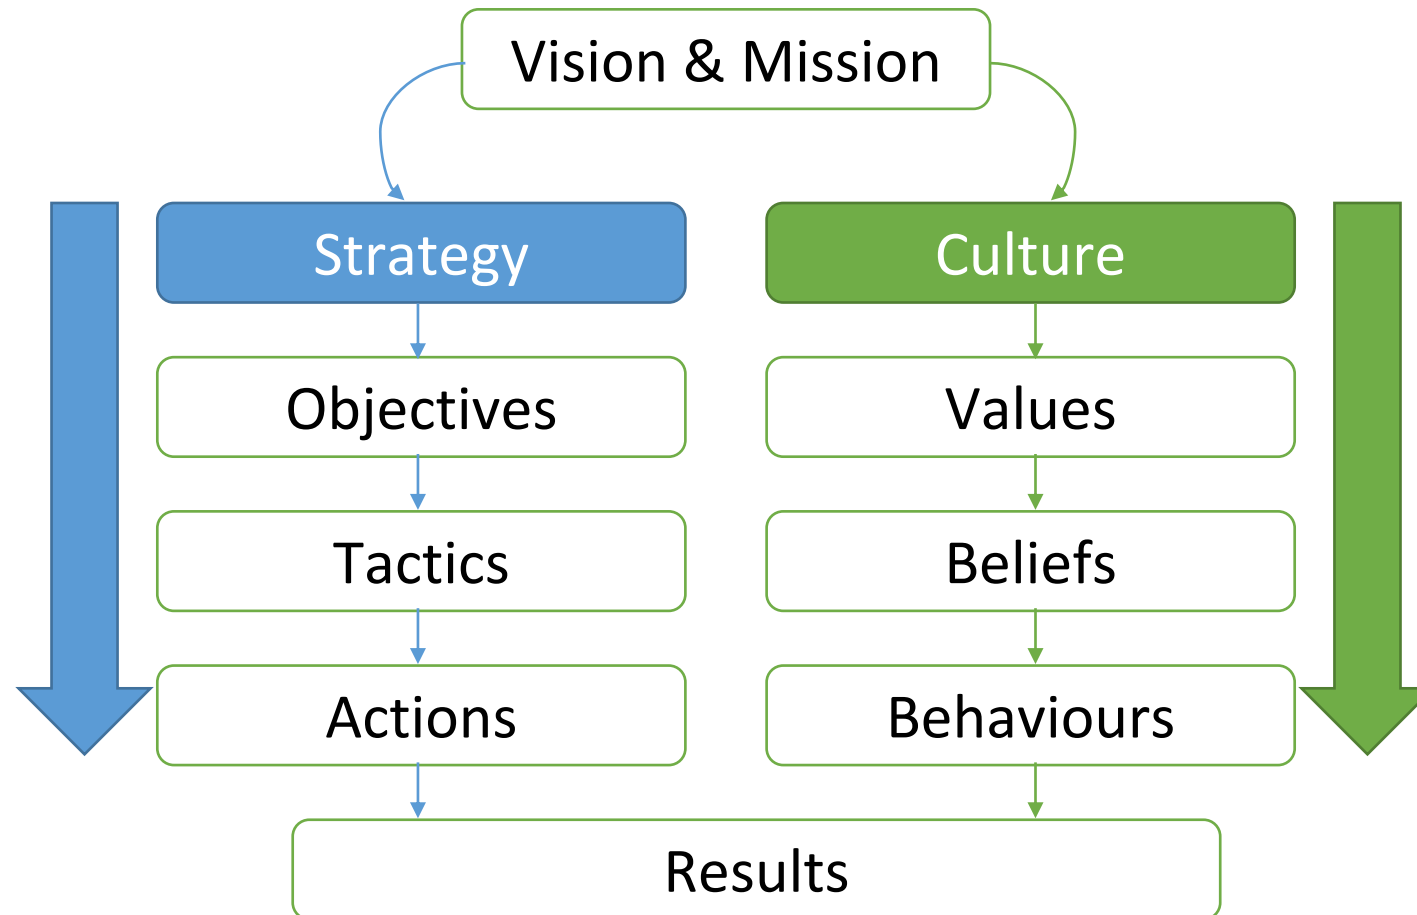 Vision & Mission
Strategy
Culture
Objectives
Values
Tactics
Beliefs
Actions
Behaviours
Results